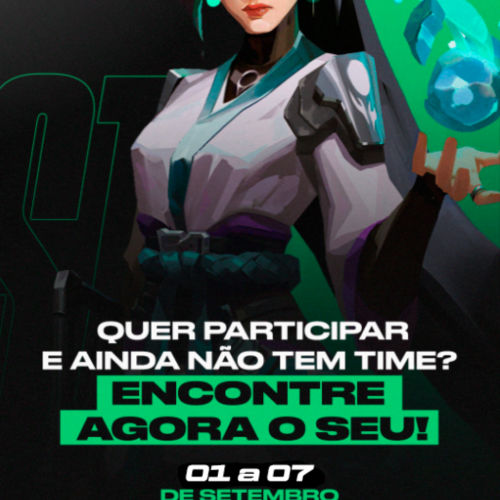 QUER PARTICIPAR
E AINDA NÃO TEM TIME?
ENCONTRE
AGORA O SEU!
01 a 07
DE SETEMBRO